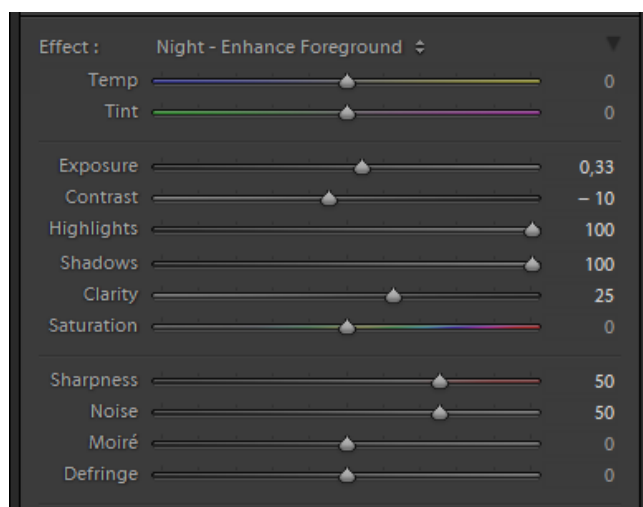 Effect : Night - Enhance Foreground
Temp 0
Tint 0
Exposure 0,33
Contrast – 10
Highlights 100
Shadows 100
Clarity 25
Saturation 0
Sharpness 50
Noise 50
Moiré 0
Defringe 0